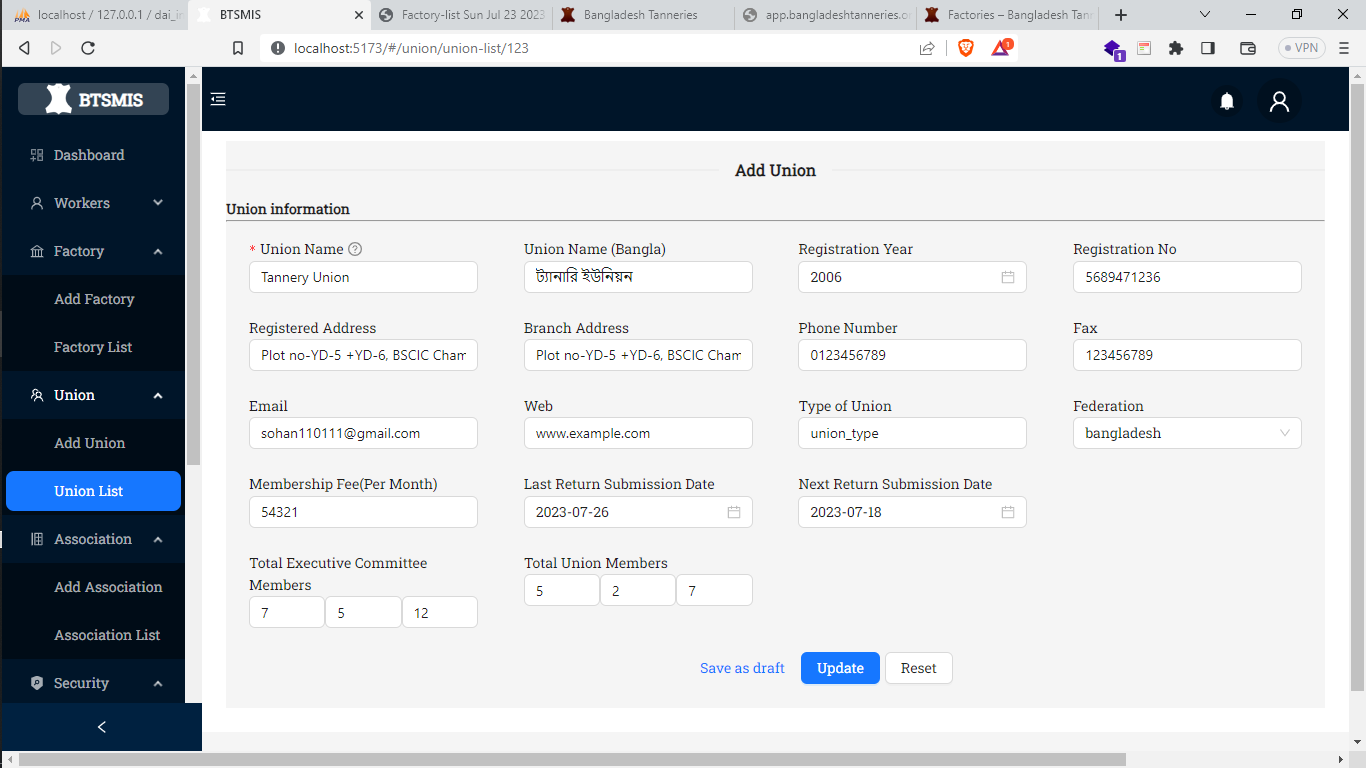 localhost / 127.0.0.1 / dai_i
BTSMIS
Factory-list Sun Jul 23 2023
Bangladesh Tanneries
app.bangladeshtanneries.o
Factories – Bangladesh Tan
localhost:5173/#/union/union-list/123
1
1
VPN
BTSMIS
Dashboard
Workers
Factory
Add Factory
Factory List
Union
Add Union
Union List
Association
Add Association
Association List
Security
Add Union
Union information
* Union Name
Union Name (Bangla)
Registration Year
Registration No
Tannery Union
ট্যানারি ইউনিয়ন
2006
5689471236
Registered Address
Branch Address
Phone Number
Fax
Plot no-YD-5 +YD-6, BSCIC Cham
Plot no-YD-5 +YD-6, BSCIC Cham
0123456789
123456789
Email
Web
Type of Union
Federation
sohan110111@gmail.com
www.example.com
union_type
bangladesh
Membership Fee(Per Month)
Last Return Submission Date
Next Return Submission Date
54321
2023-07-26
2023-07-18
Total Executive Committee
Members
Total Union Members
7
5
12
5
2
7
Save as draft
Update
Reset